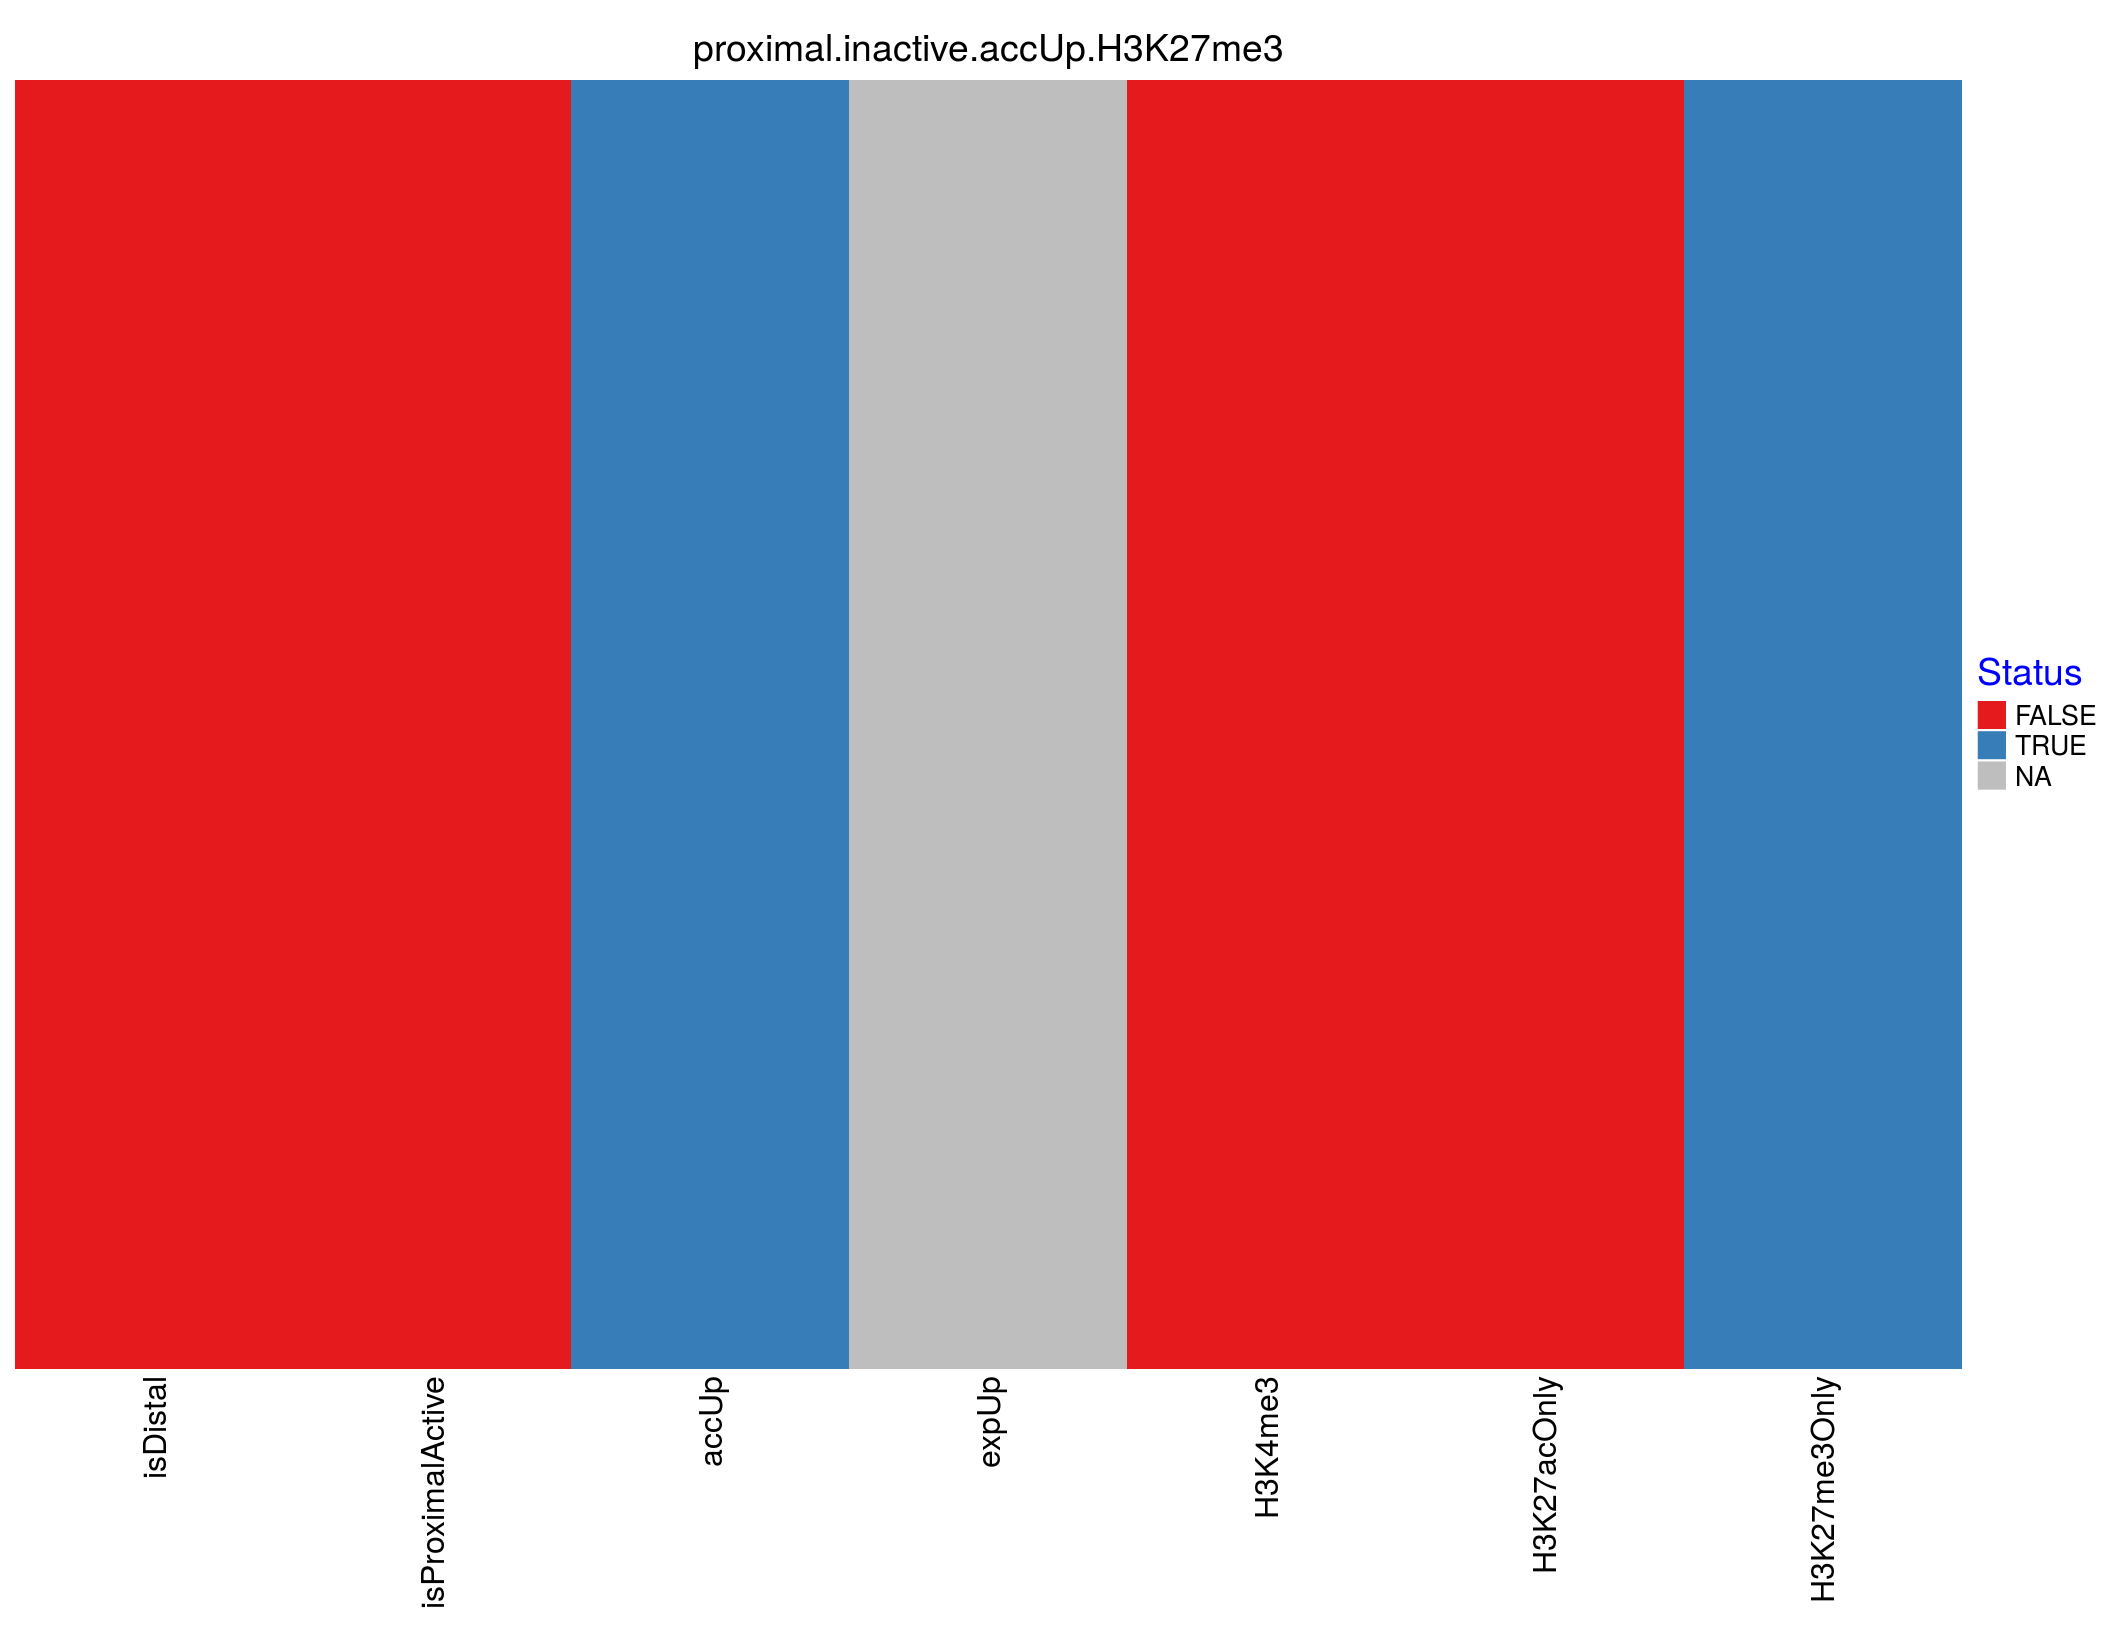 proximal.inactive.accUp.H3K27me3
Status
FALSE
TRUE
NA
isDistal
isProximalActive
accUp
expUp
H3K4me3
H3K27acOnly
H3K27me3Only